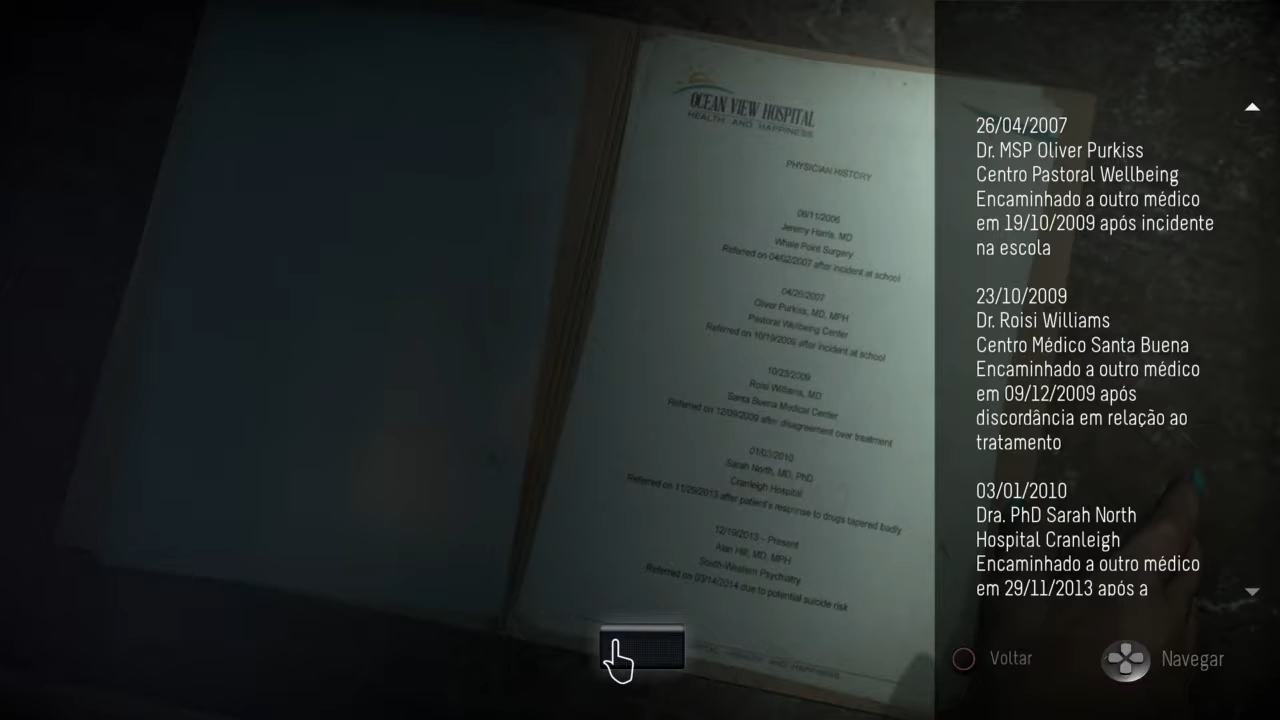 OCEAN VIEW HOSPITAL
HEALTH AND HAPPINESS
PHYSICIAN HISTORY
06/11/2006
Jeremy Harris, MD
Whale Point Surgery
Referred on 04/02/2007 after incident at school
04/26/2007
Oliver Purkiss, MD, MPH
Pastoral Wellbeing Center
Referred on 10/19/2009 after incident at school
10/23/2009
Roisi Williams, MD
Santa Buena Medical Center
Referred on 12/09/2009 after disagreement over treatment
01/03/2010
Sarah North, MD, PhD
Cranleigh Hospital
Referred on 11/29/2013 after patient's response to drugs tapered badly
12/19/2013 – Present
Alan Hill, MD, MPH
South-Western Psychiatry
Referred on 03/14/2014 due to potential suicide risk
HEALTH AND HAPPINESS
26/04/2007
Dr. MSP Oliver Purkiss
Centro Pastoral Wellbeing
Encaminhado a outro médico
em 19/10/2009 após incidente
na escola
23/10/2009
Dr. Roisi Williams
Centro Médico Santa Buena
Encaminhado a outro médico
em 09/12/2009 após
discordância em relação ao
tratamento
03/01/2010
Dra. PhD Sarah North
Hospital Cranleigh
Encaminhado a outro médico
em 29/11/2013 após a
Voltar
Navegar